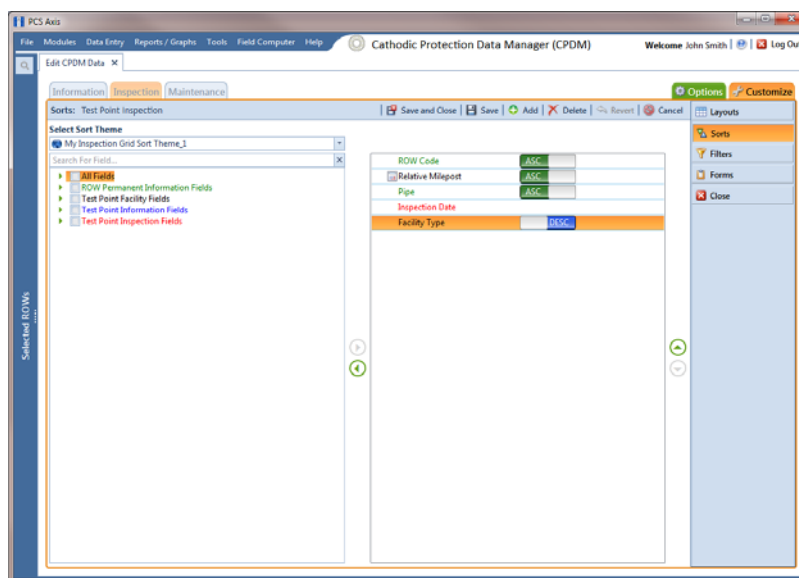 PCS Axis
File Modules Data Entry Reports / Graphs Tools Field Computer Help Cathodic Protection Data Manager (CPDM) Welcome John Smith | Log Ou
Edit CPDM Data
Information Inspection Maintenance Options Customize
Sorts: Test Point Inspection | Save and Close | Save | Add | Delete | Revert | Cancel Layouts
Select Sort Theme
My Inspection Grid Sort Theme_1
Sorts
Search For Field...
Filters
Forms
Close
All Fields
ROW Permanent Information Fields
Test Point Facility Fields
Test Point Information Fields
Test Point Inspection Fields
ROW Code ASC
Relative Milepost ASC
Pipe ASC
Inspection Date
Facility Type DESC
Selected ROWs